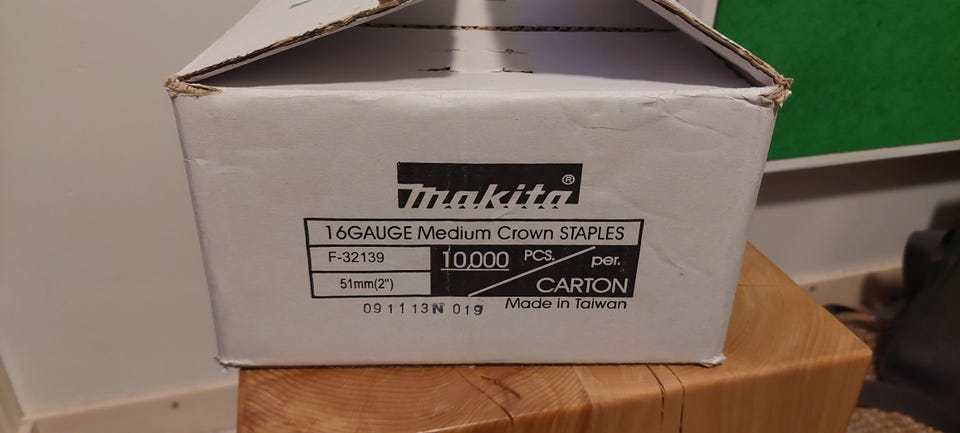 makita®
16GAUGE Medium Crown STAPLES
F-32139
51mm(2")
10,000 PCS. per.
CARTON
Made in Taiwan
091113N 019